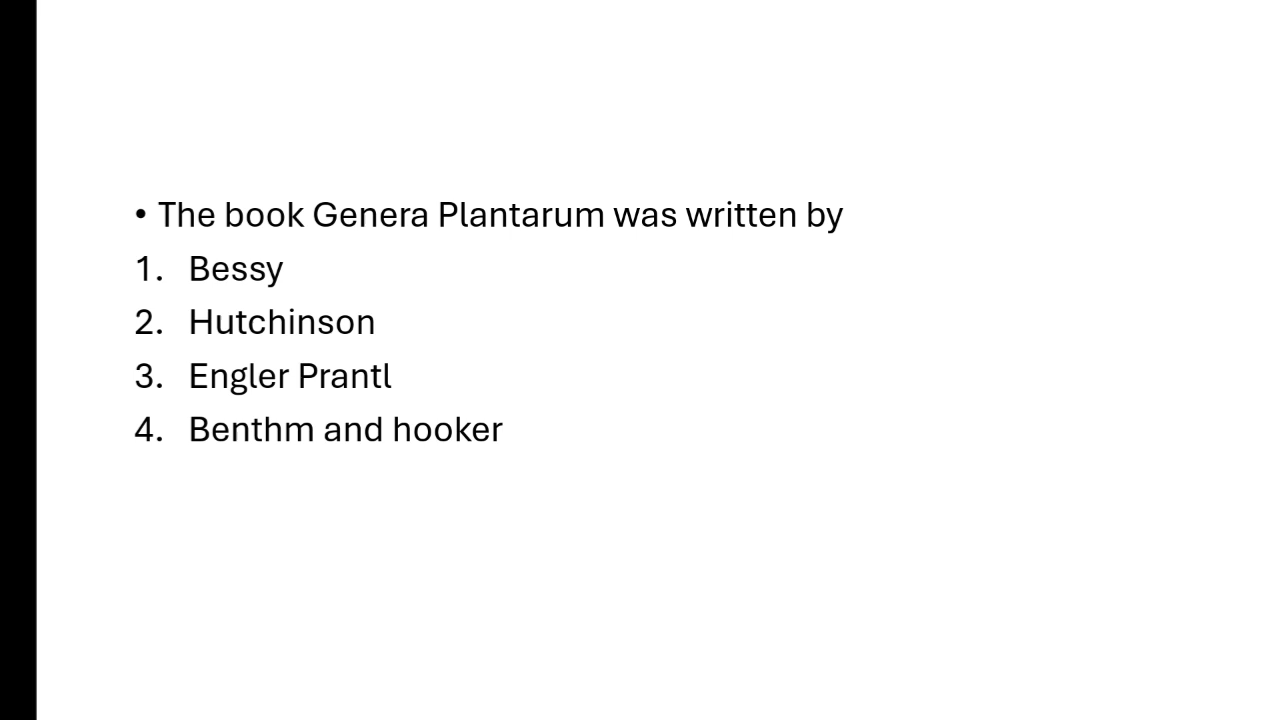 • The book Genera Plantarum was written by
1. Bessy
2. Hutchinson
3. Engler Prantl
4. Benthm and hooker